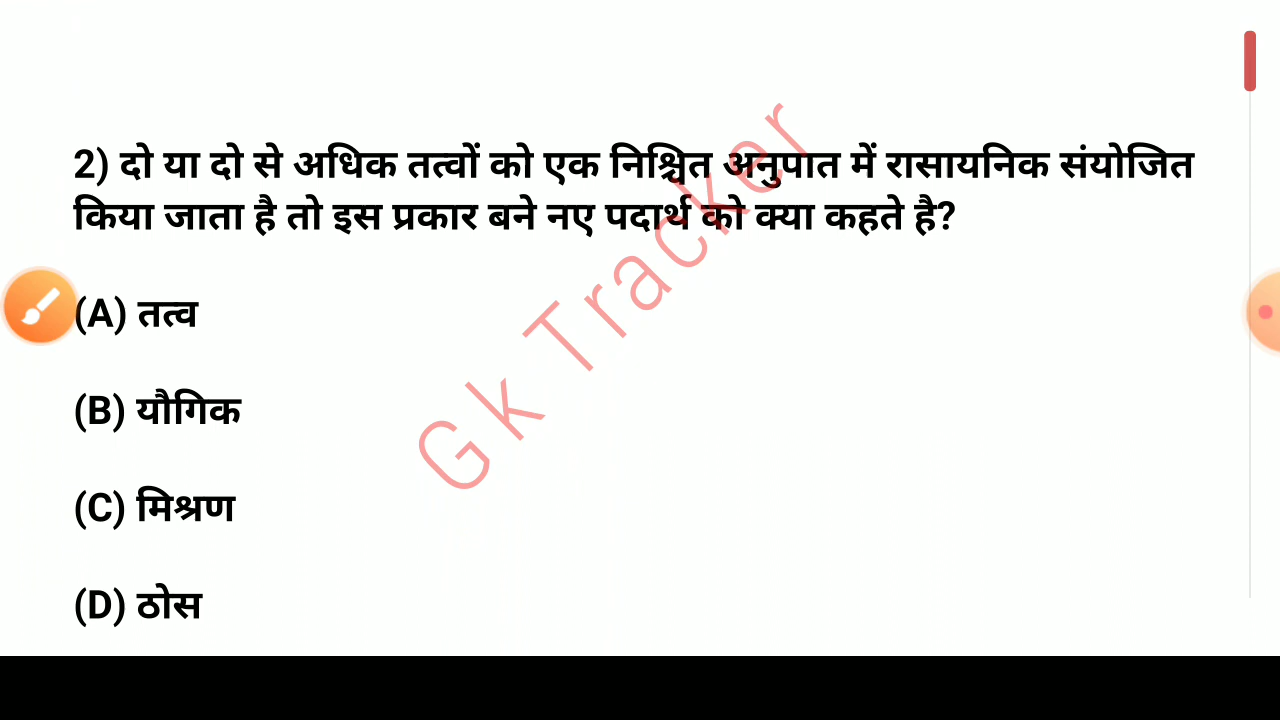 2) दो या दो से अधिक तत्वों को एक निश्चित अनुपात में रासायनिक संयोजित
किया जाता है तो इस प्रकार बने नए पदार्थ को क्या कहते है?
(A) तत्व
(B) यौगिक
(C) मिश्रण
(D) ठोस
Gk Tracker